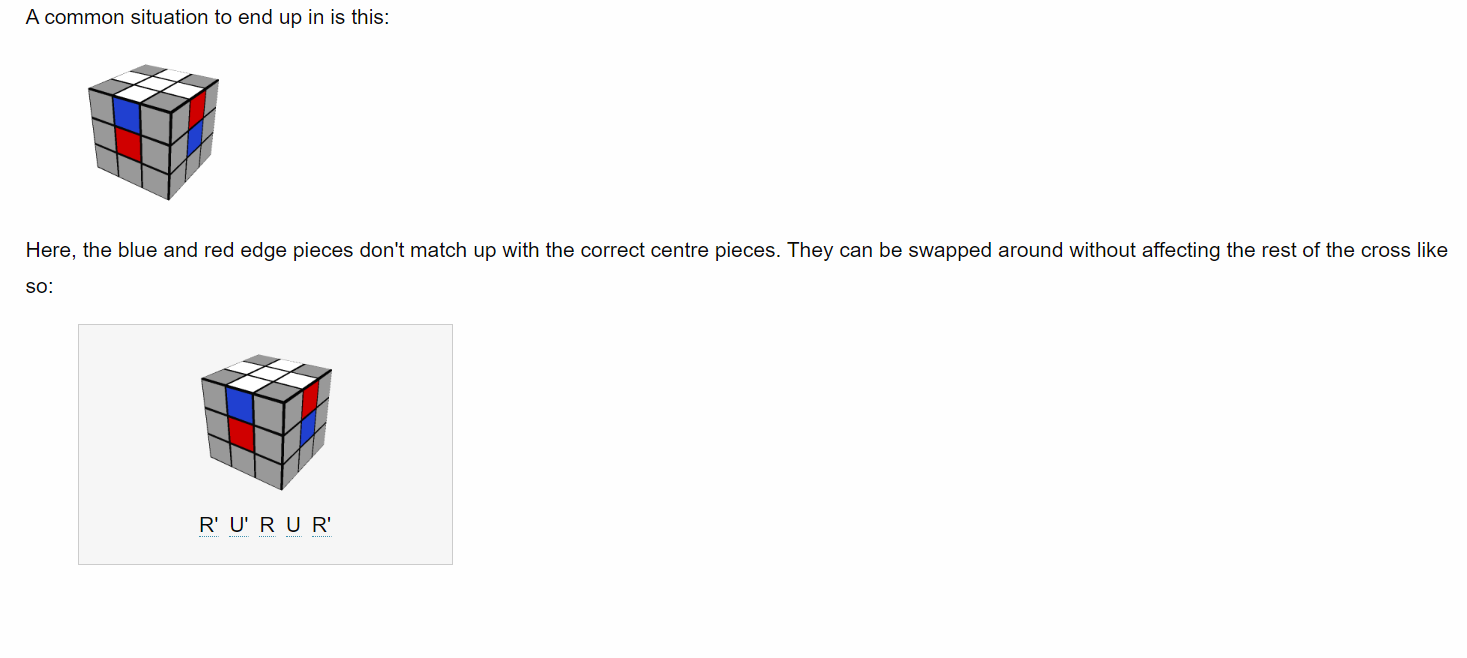 A common situation to end up in is this:
Here, the blue and red edge pieces don't match up with the correct centre pieces. They can be swapped around without affecting the rest of the cross like
so:
R' U' R U R'